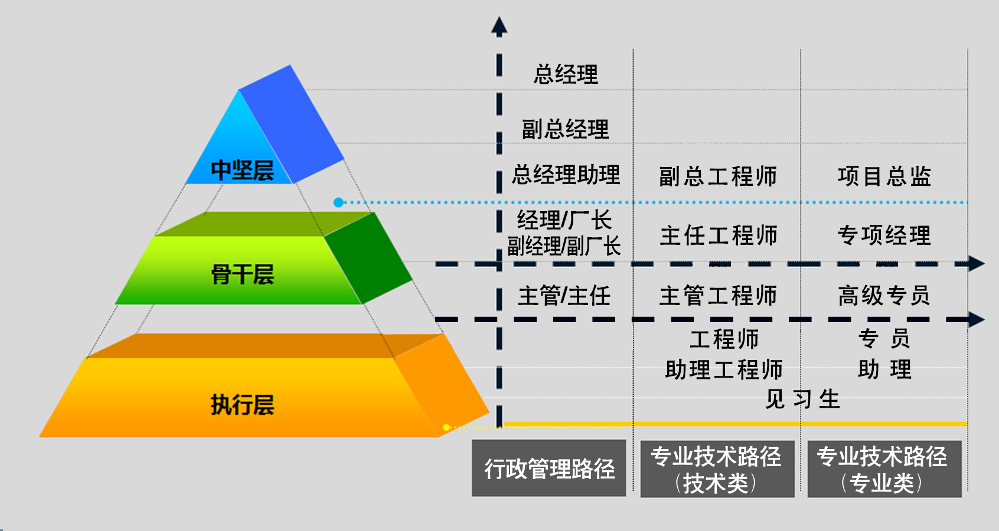 总经理
副总经理
中坚层
总经理助理
副总工程师
项目总监
经理/厂长
副经理/副厂长
主任工程师
专项经理
骨干层
主管/主任
主管工程师
高级专员
工程师
专 员
助理工程师
助 理
执行层
见 习 生
行政管理路径
专业技术路径
（技术类）
专业技术路径
（专业类）